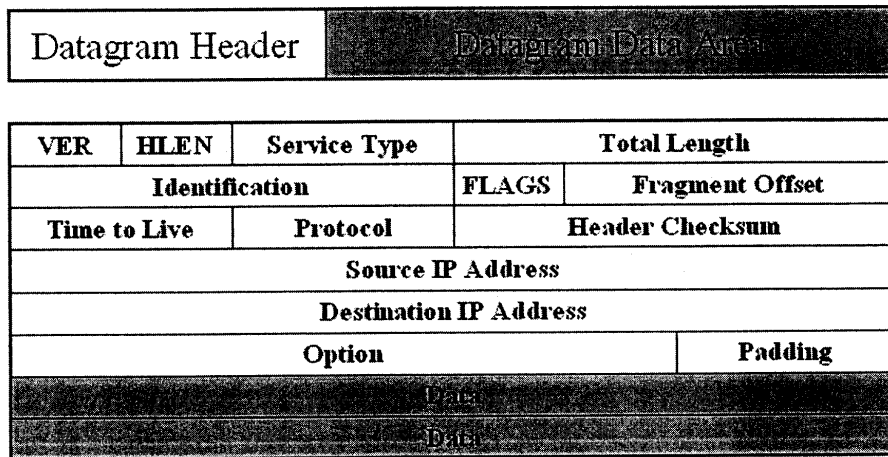 Datagram Header Datagram Data Area
VER HLEN Service Type Total Length
Identification FLAGS Fragment Offset
Time to Live Protocol Header Checksum
Source IP Address
Destination IP Address
Option Padding
Data
Data